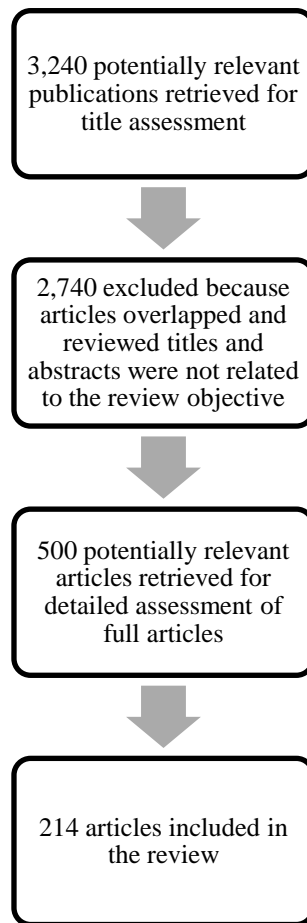 3,240 potentially relevant
publications retrieved for
title assessment
2,740 excluded because
articles overlapped and
reviewed titles and
abstracts were not related
to the review objective
500 potentially relevant
articles retrieved for
detailed assessment of
full articles
214 articles included in
the review